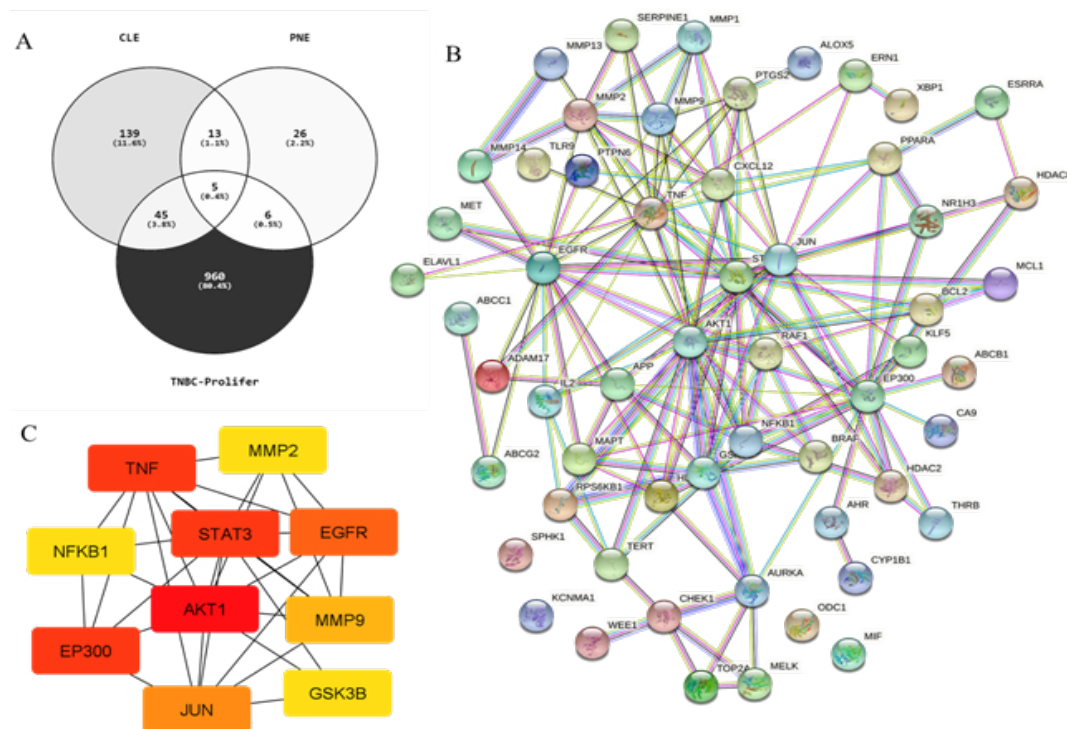 A
CLE
PNE
139
(11.6%)
13
(1.1%)
26
(2.2%)
5
(0.4%)
45
(3.8%)
6
(0.5%)
960
(80.4%)
TNBC-Prolifer
B
SERPINE1
MMP1
MMP13
ALOX5
ERN1
PTGS2
XBP1
ESRRA
MMP2
MMP9
PPARA
MMP14
TLR9
PTPN6
CXCL12
HDAC
TNF
NR1H3
MET
JUN
EGFR
ST
MCL1
ELAVL1
BCL2
ABCC1
AKT1
RAF1
KLF5
ADAM17
APP
ABCB1
IL2
EP300
NFKB1
CA9
MAPT
GS
BRAF
ABCG2
RPS6KB1
HDAC2
AHR
THRB
SPHK1
TERT
AURKA
CYP1B1
KCNMA1
CHEK1
ODC1
WEE1
MIF
TOP2A
MELK
C
TNF
MMP2
STAT3
EGFR
NFKB1
AKT1
MMP9
EP300
GSK3B
JUN